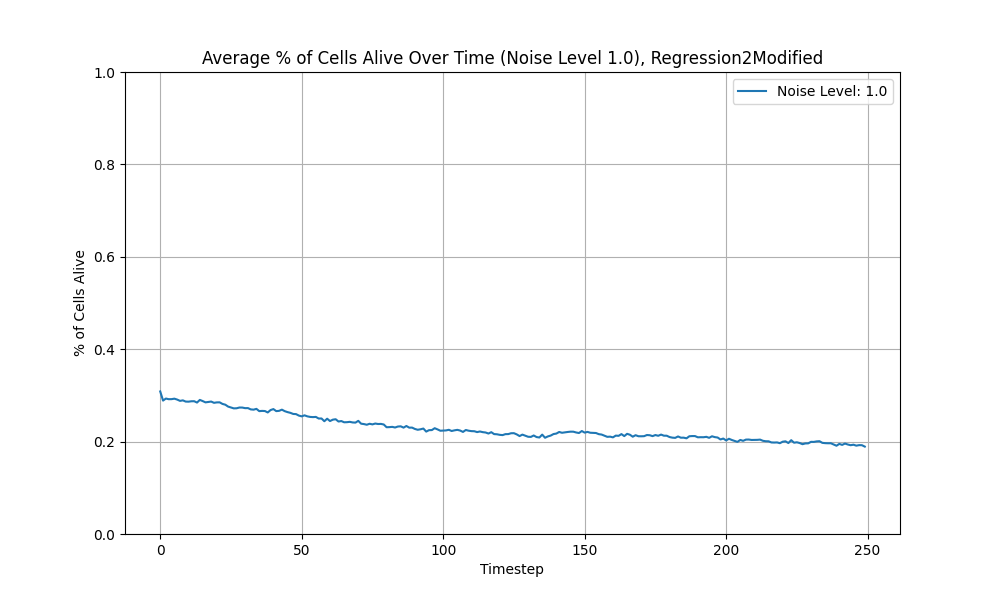 Average % of Cells Alive Over Time (Noise Level 1.0), Regression2Modified
Noise Level: 1.0
1.0
0.8
0.6
0.4
0.2
0.0
% of Cells Alive
0 50 100 150 200 250
Timestep